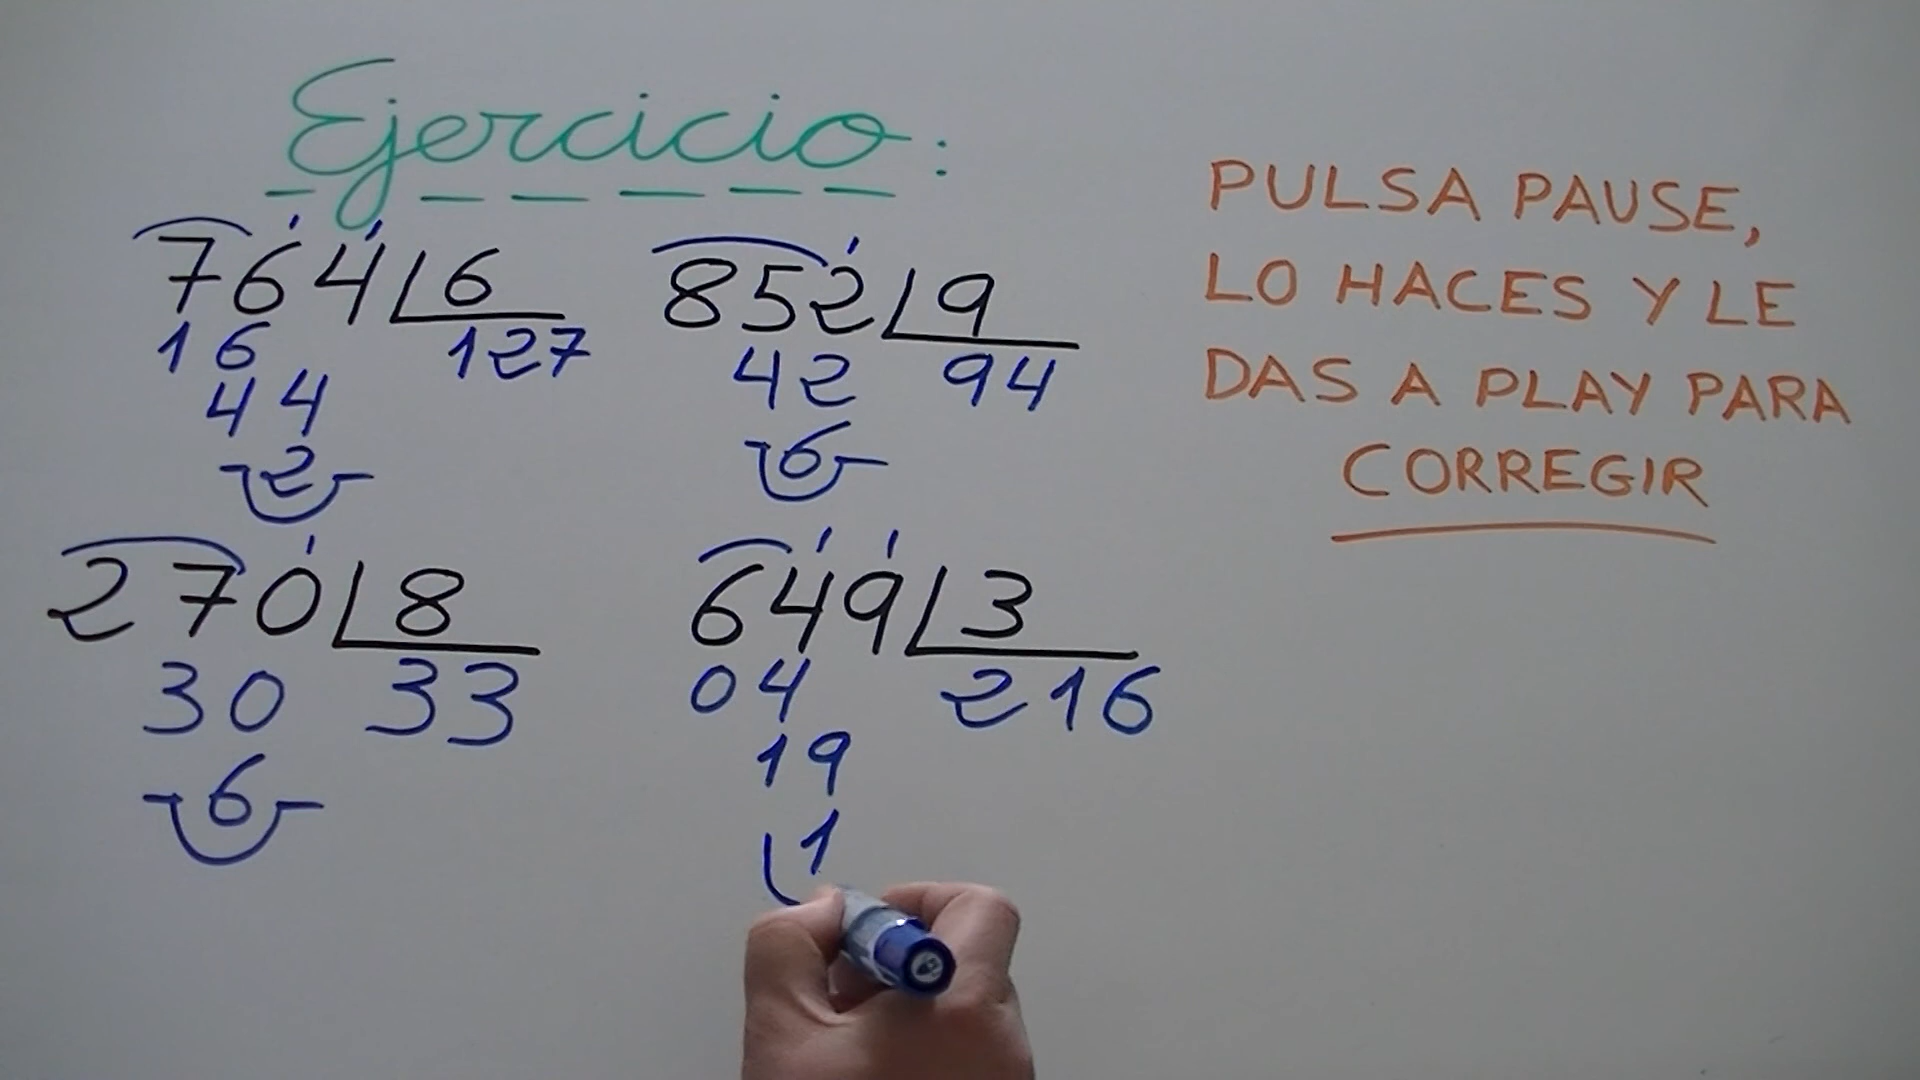 Ejercicio:
764 6
16 127
44
2
852 9
42 94
6
270 8
30 33
6
649 3
04 216
19
1
PULSA PAUSE,
LO HACES Y LE
DAS A PLAY PARA
CORREGIR